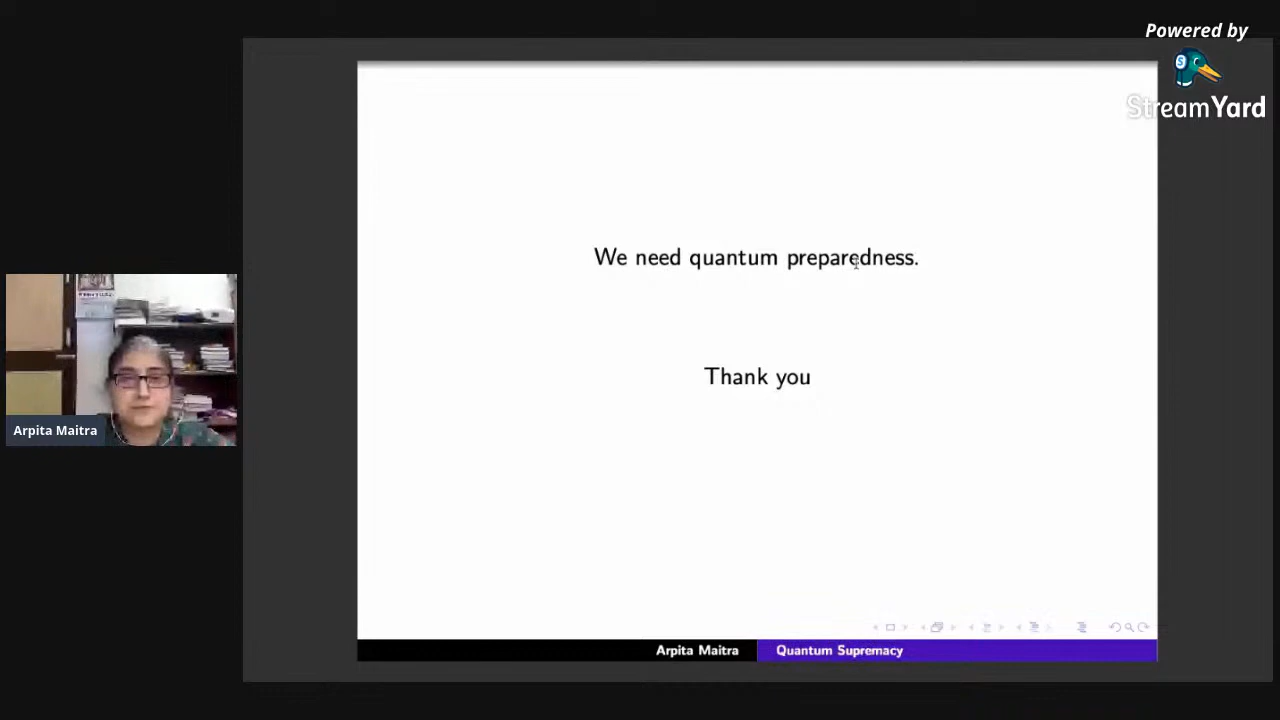 Powered by
StreamYard
We need quantum preparedness.
Thank you
Arpita Maitra
Arpita Maitra
Quantum Supremacy